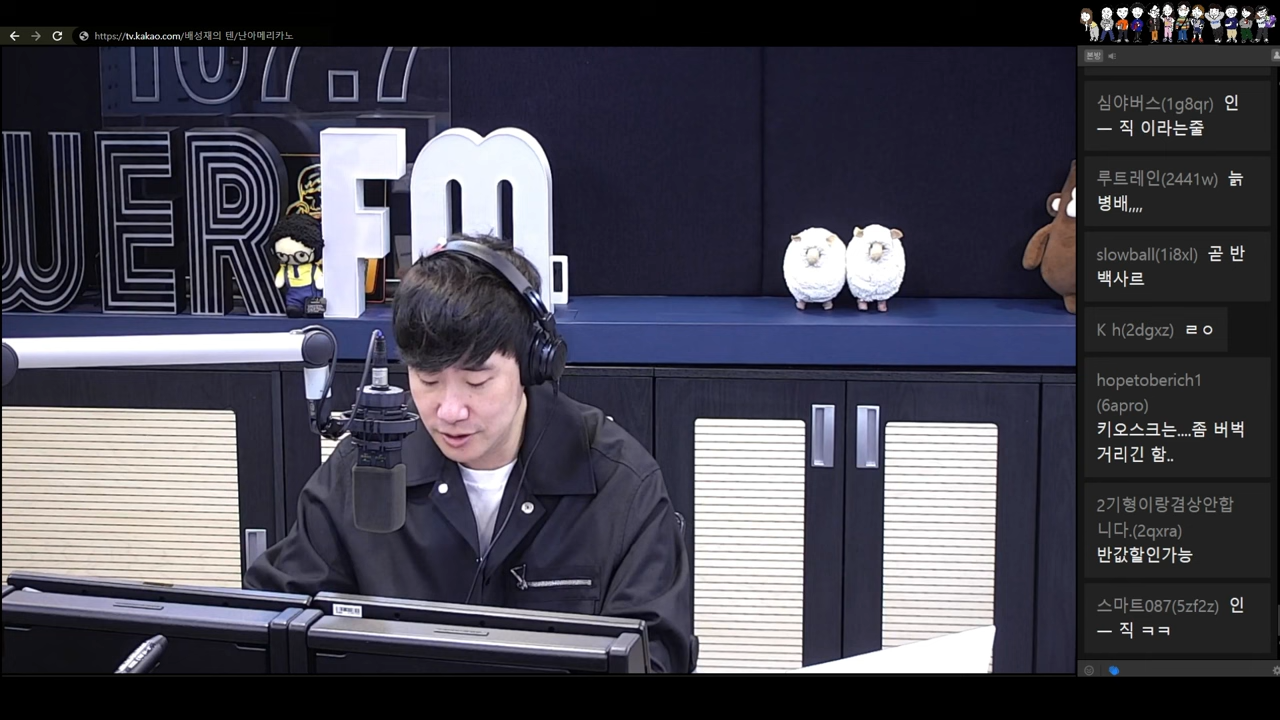 https://tv.kakao.com/배성재의 텐/난아메리카노
107.7
WER
FM
본방
심야버스(1g8qr) 인
ㅡ 직 이라는줄
루트레인(2441w) 늙
병배,,,,
slowball(1i8xl) 곧 반
백사르
K h(2dgxz) ㄹㅇ
hopetoberich1
(6apro)
키오스크는....좀 버벅
거리긴 함..
2기형이랑겸상안합
니다.(2qxra)
반값할인가능
스마트087(5zf2z) 인
ㅡ 직 ㅋㅋ